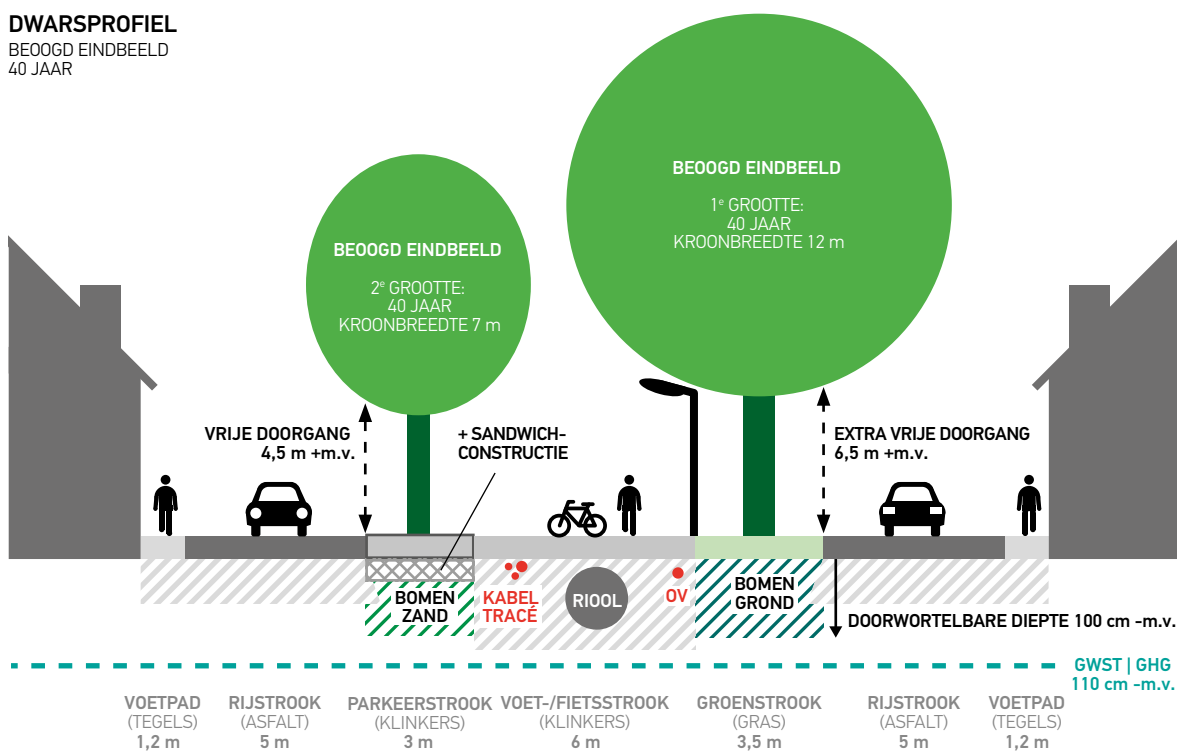 DWARSPROFIEL
BEOOGD EINDBEELD
40 JAAR
BEOOGD EINDBEELD
1e GROOTTE:
40 JAAR
KROONBREEDTE 12 m
BEOOGD EINDBEELD
2e GROOTTE:
40 JAAR
KROONBREEDTE 7 m
VRIJE DOORGANG
4,5 m +m.v.
+ SANDWICH-
CONSTRUCTIE
EXTRA VRIJE DOORGANG
6,5 m +m.v.
BOMEN
ZAND
KABEL
TRACÉ
RIOOL
OV
BOMEN
GROND
DOORWORTELBARE DIEPTE 100 cm -m.v.
GWST | GHG
110 cm -m.v.
VOETPAD
(TEGELS)
1,2 m
RIJSTROOK
(ASFALT)
5 m
PARKEERSTROOK
(KLINKERS)
3 m
VOET-/FIETSSTROOK
(KLINKERS)
6 m
GROENSTROOK
(GRAS)
3,5 m
RIJSTROOK
(ASFALT)
5 m
VOETPAD
(TEGELS)
1,2 m